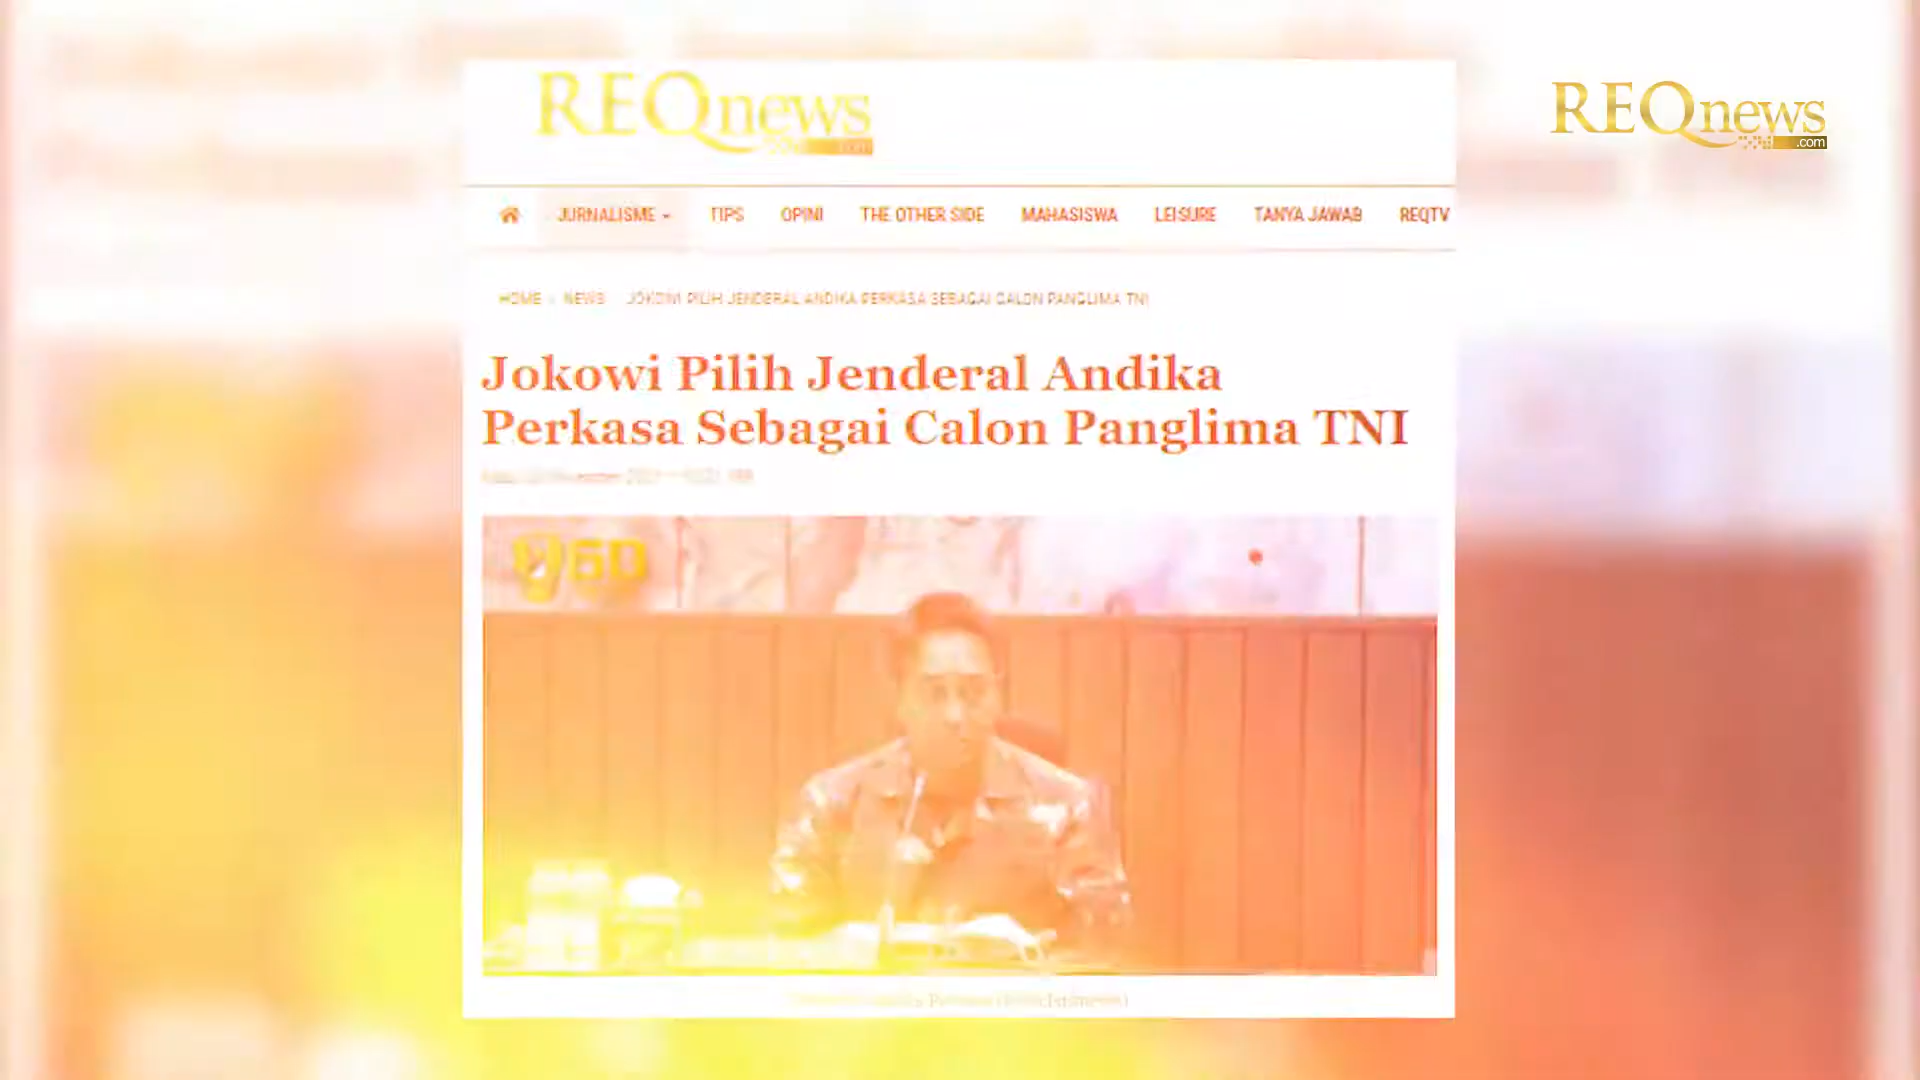 REQnews
.com
REQnews
.com
JURNALISME
TIPS
OPINI
THE OTHER SIDE
MAHASISWA
LEISURE
TANYA JAWAB
REQTV
HOME
NEWS
JOKOWI PILIH JENDERAL ANDIKA PERKASA SEBAGAI CALON PANGLIMA TNI
Jokowi Pilih Jenderal Andika
Perkasa Sebagai Calon Panglima TNI